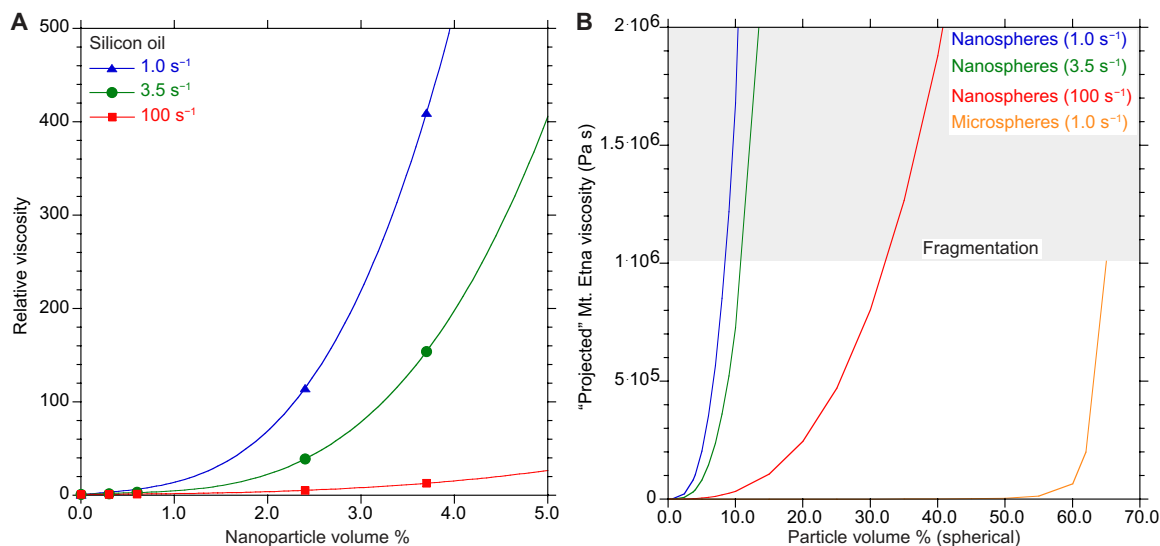 A
Silicon oil
1.0 s⁻¹
3.5 s⁻¹
100 s⁻¹
Relative viscosity
500
400
300
200
100
0
0.0 1.0 2.0 3.0 4.0 5.0
Nanoparticle volume %
B
Nanospheres (1.0 s⁻¹)
Nanospheres (3.5 s⁻¹)
Nanospheres (100 s⁻¹)
Microspheres (1.0 s⁻¹)
Fragmentation
"Projected" Mt. Etna viscosity (Pa s)
2·10⁶
1.5·10⁶
1·10⁶
5·10⁵
0
0.0 10.0 20.0 30.0 40.0 50.0 60.0 70.0
Particle volume % (spherical)